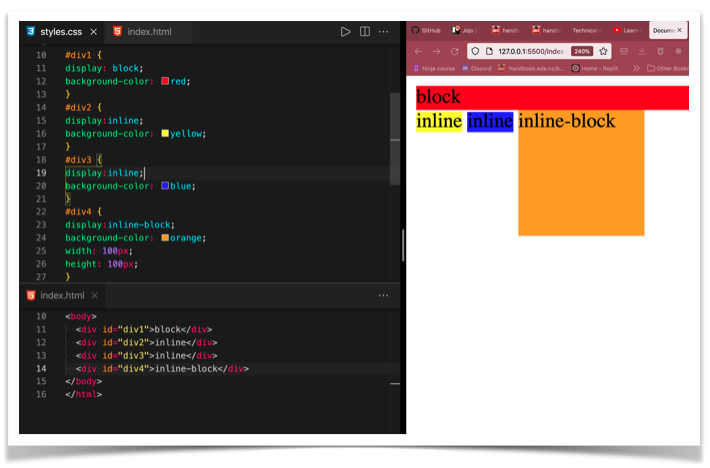 styles.css × index.html
10 #div1 {
11 display: block;
12 background-color: red;
13 }
14 #div2 {
15 display:inline;
16 background-color: yellow;
17 }
18 #div3 {
19 display:inline;
20 background-color: blue;
21 }
22 #div4 {
23 display:inline-block;
24 background-color: orange;
25 width: 100px;
26 height: 100px;
27 }
index.html ×
10 <body>
11 <div id="div1">block</div>
12 <div id="div2">inline</div>
13 <div id="div3">inline</div>
14 <div id="div4">inline-block</div>
15 </body>
16 </html>
GitHub Jojo | handb handb Technical Learn Docume ×
127.0.0.1:5500/index 240%
Ninja course Discord handbook.eda.nz/b... Home :: Replit Other Bookm
block
inline inline inline-block